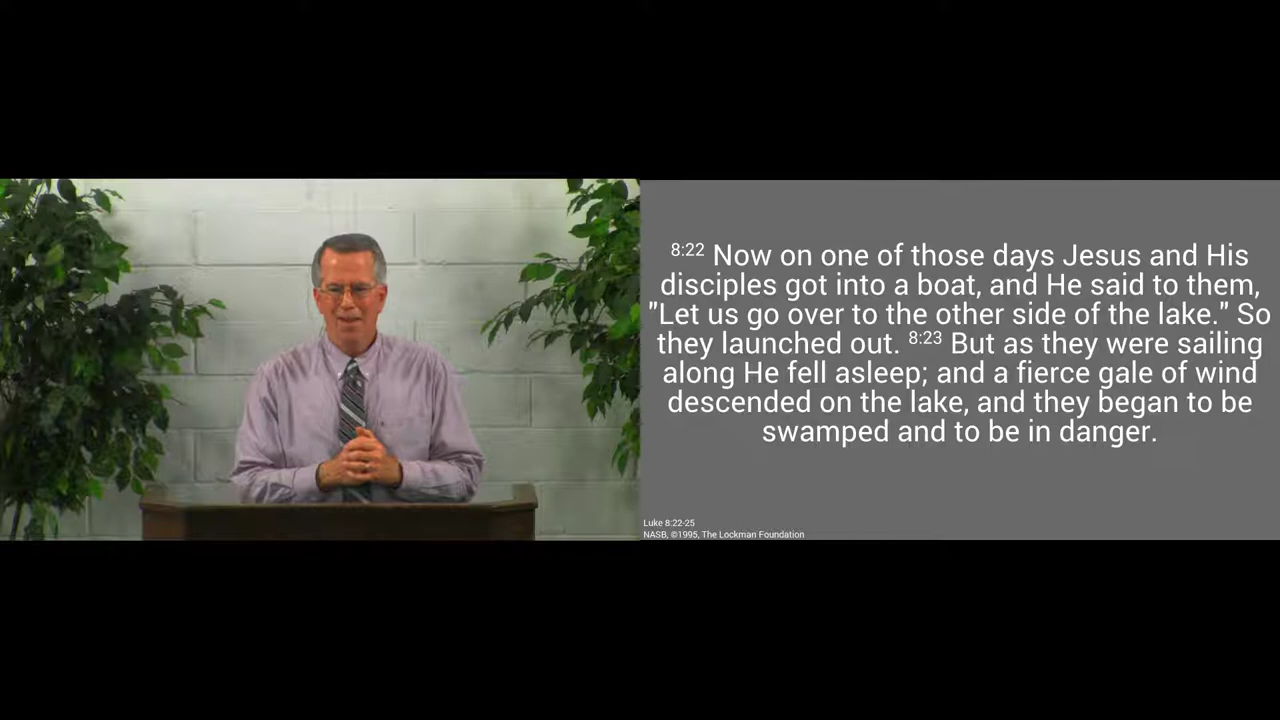 8:22 Now on one of those days Jesus and His
disciples got into a boat, and He said to them,
"Let us go over to the other side of the lake." So
they launched out. 8:23 But as they were sailing
along He fell asleep; and a fierce gale of wind
descended on the lake, and they began to be
swamped and to be in danger.
Luke 8:22-25
NASB, ©1995, The Lockman Foundation